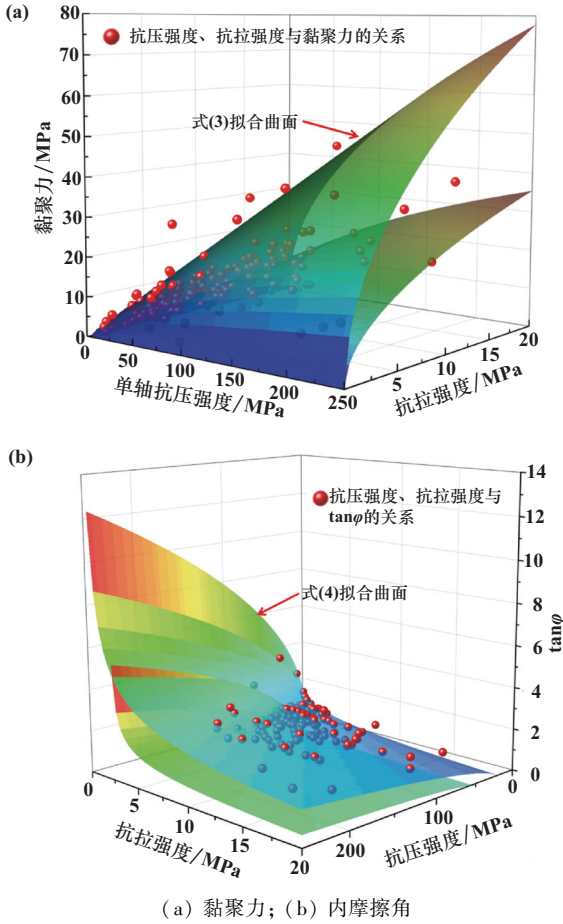 (a)
80
70
60
50
40
30
20
10
0
黏聚力/MPa
抗压强度、抗拉强度与黏聚力的关系
式(3)拟合曲面
0
50
100
150
200
250
单轴抗压强度/MPa
5
10
15
20
抗拉强度/MPa
(b)
抗压强度、抗拉强度与
tanφ的关系
式(4)拟合曲面
14
12
10
8
6
4
2
0
tanφ
0
5
10
15
20
抗拉强度/MPa
200
100
0
抗压强度/MPa
(a) 黏聚力; (b) 内摩擦角